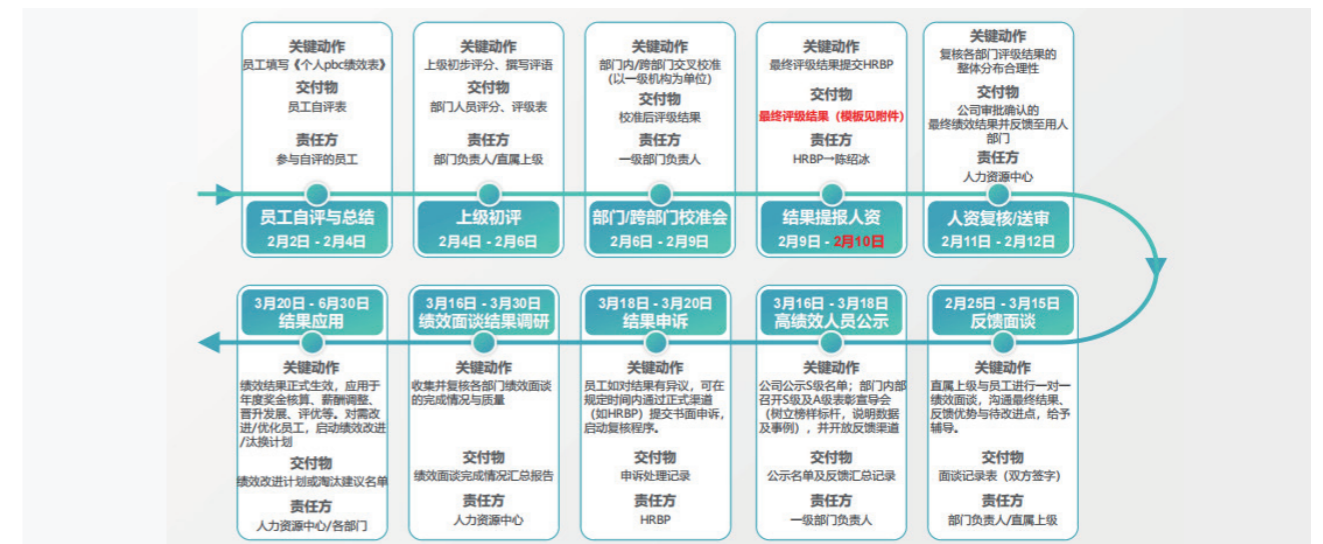 关键动作
员工填写《个人pbc绩效表》
交付物
员工自评表
责任方
参与自评的员工
员工自评与总结
2月2日 - 2月4日
关键动作
上级初步评分、撰写评语
交付物
部门人员评分、评级表
责任方
部门负责人/直属上级
上级初评
2月4日 - 2月6日
关键动作
部门内/跨部门交叉校准
(以一级机构为单位)
交付物
校准后评级结果
责任方
一级部门负责人
部门/跨部门校准会
2月6日 - 2月9日
关键动作
最终评级结果提交HRBP
交付物
最终评级结果（模板见附件）
责任方
HRBP→陈绍冰
结果提报人资
2月9日 - 2月10日
关键动作
复核各部门评级结果的
整体分布合理性
交付物
公司审批确认的
最终绩效结果并反馈至用人
部门
责任方
人力资源中心
人资复核/送审
2月11日 - 2月12日
2月25日 - 3月15日
反馈面谈
关键动作
直属上级与员工进行一对一
绩效面谈，沟通最终结果、
反馈优势与待改进点，给予
辅导。
交付物
面谈记录表（双方签字）
责任方
部门负责人/直属上级
3月16日 - 3月18日
高绩效人员公示
关键动作
公司公示S级名单；部门内部
召开S级及A级表彰宣导会
（树立榜样标杆，说明数据
及事例），并开放反馈渠道
交付物
公示名单及反馈汇总记录
责任方
一级部门负责人
3月18日 - 3月20日
结果申诉
关键动作
员工如对结果有异议，可在
规定时间内通过正式渠道
（如HRBP）提交书面申诉，
启动复核程序。
交付物
申诉处理记录
责任方
HRBP
3月16日 - 3月30日
绩效面谈结果调研
关键动作
收集并复核各部门绩效面谈
的完成情况与质量
交付物
绩效面谈完成情况汇总报告
责任方
人力资源中心
3月20日 - 6月30日
结果应用
关键动作
绩效结果正式生效，应用于
年度奖金核算、薪酬调整、
晋升发展、评优等。对需改
进/优化员工，启动绩效改进
/汰换计划
交付物
绩效改进计划或淘汰建议名单
责任方
人力资源中心/各部门